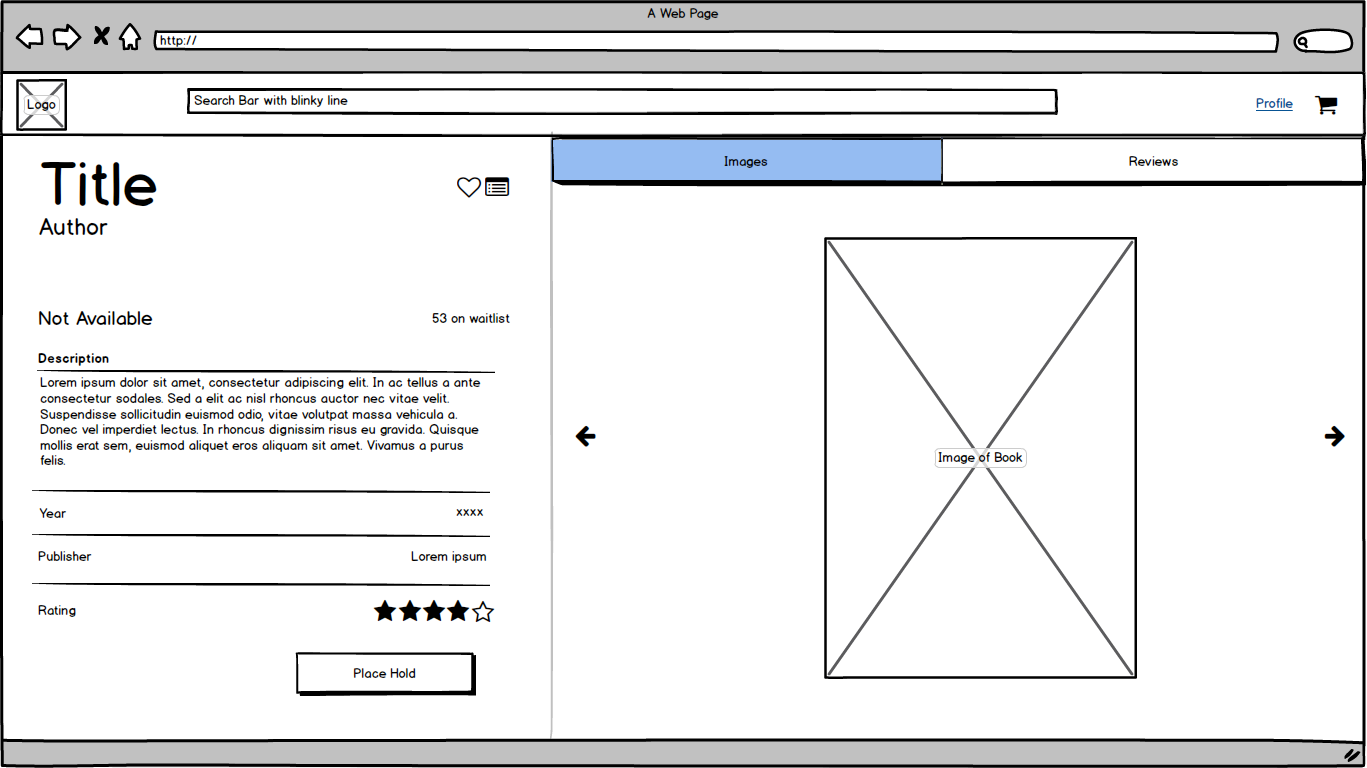 A Web Page
http://
Logo
Search Bar with blinky line
Profile
Title
Author
Not Available
53 on waitlist
Description
Lorem ipsum dolor sit amet, consectetur adipiscing elit. In ac tellus a ante
consectetur sodales. Sed a elit ac nisl rhoncus auctor nec vitae velit.
Suspendisse sollicitudin euismod odio, vitae volutpat massa vehicula a.
Donec vel imperdiet lectus. In rhoncus dignissim risus eu gravida. Quisque
mollis erat sem, euismod aliquet eros aliquam sit amet. Vivamus a purus
felis.
Year
xxxx
Publisher
Lorem ipsum
Rating
Place Hold
Images
Reviews
Image of Book